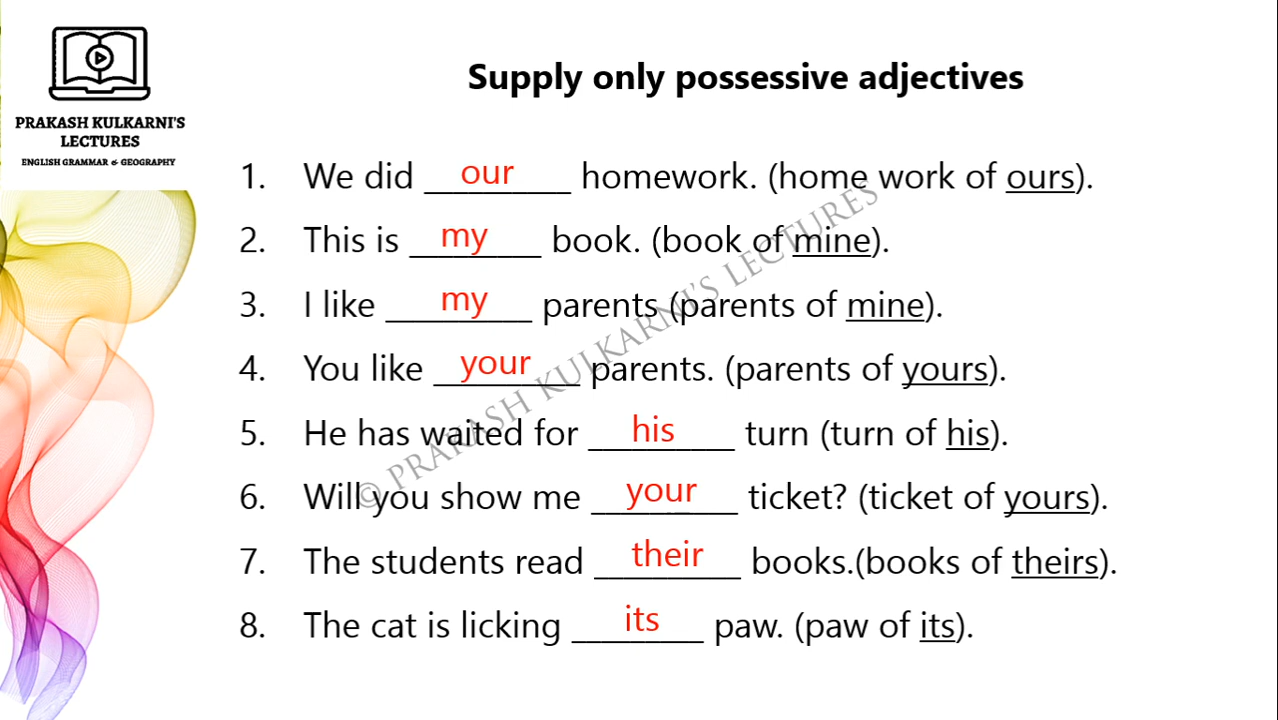 PRAKASH KULKARNI'S
LECTURES
ENGLISH GRAMMAR & GEOGRAPHY
Supply only possessive adjectives
1. We did our homework. (home work of ours).
2. This is my book. (book of mine).
3. I like my parents (parents of mine).
4. You like your parents. (parents of yours).
5. He has waited for his turn (turn of his).
6. Will you show me your ticket? (ticket of yours).
7. The students read their books.(books of theirs).
8. The cat is licking its paw. (paw of its).
© PRAKASH KULKARNI'S LECTURES